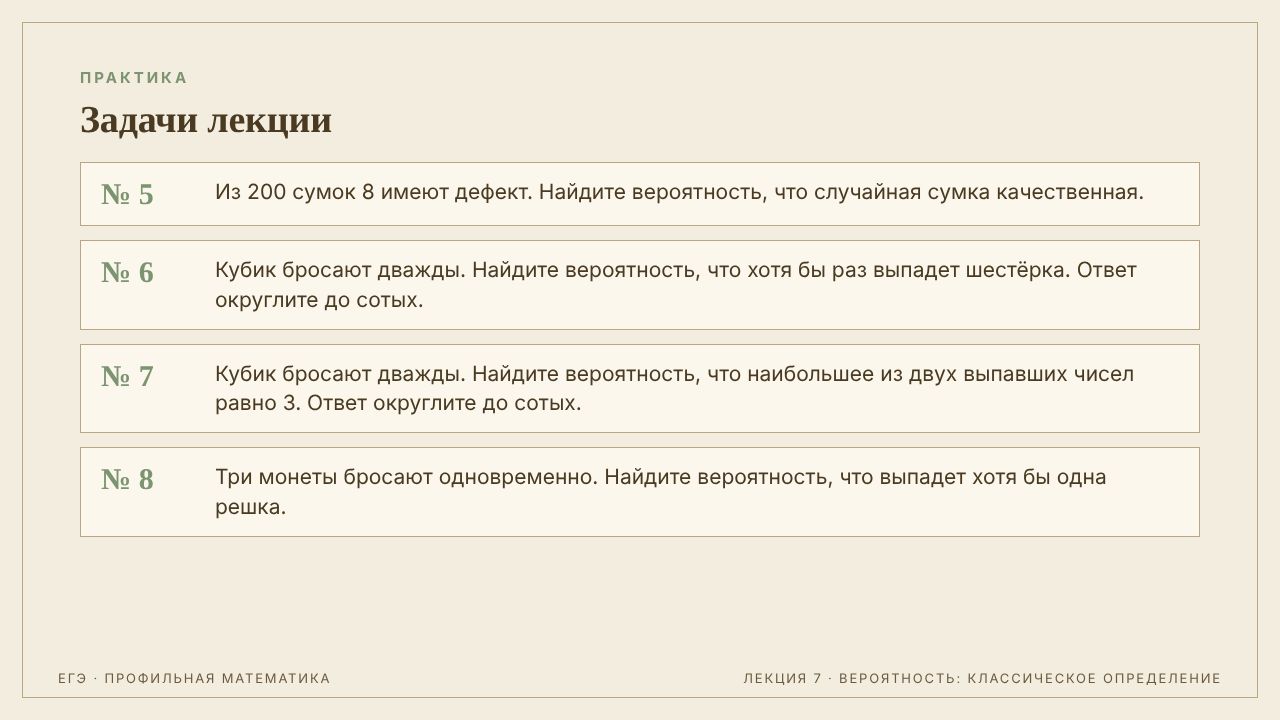 ПРАКТИКА
Задачи лекции
№ 5
Из 200 сумок 8 имеют дефект. Найдите вероятность, что случайная сумка качественная.
№ 6
Кубик бросают дважды. Найдите вероятность, что хотя бы раз выпадет шестёрка. Ответ
округлите до сотых.
№ 7
Кубик бросают дважды. Найдите вероятность, что наибольшее из двух выпавших чисел
равно 3. Ответ округлите до сотых.
№ 8
Три монеты бросают одновременно. Найдите вероятность, что выпадет хотя бы одна
решка.
ЕГЭ · ПРОФИЛЬНАЯ МАТЕМАТИКА
ЛЕКЦИЯ 7 · ВЕРОЯТНОСТЬ: КЛАССИЧЕСКОЕ ОПРЕДЕЛЕНИЕ